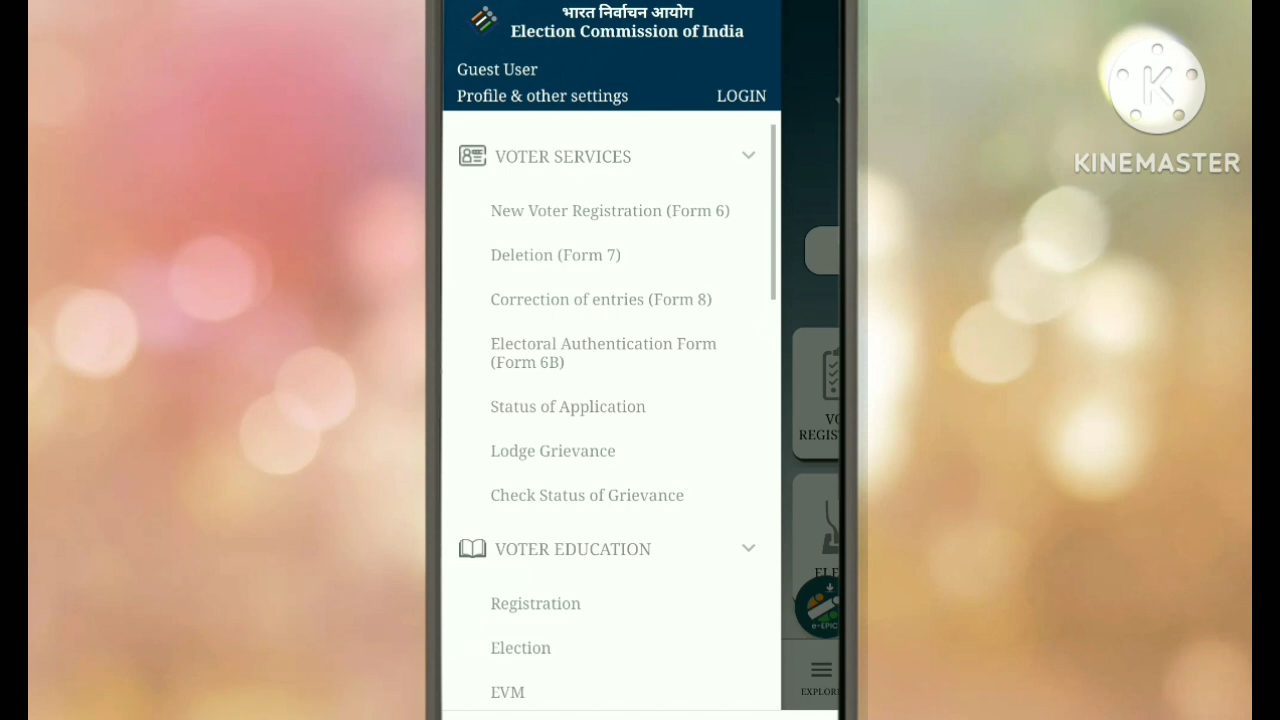 भारत निर्वाचन आयोग
Election Commission of India
Guest User
Profile & other settings LOGIN
VOTER SERVICES
New Voter Registration (Form 6)
Deletion (Form 7)
Correction of entries (Form 8)
Electoral Authentication Form
(Form 6B)
Status of Application
Lodge Grievance
Check Status of Grievance
VOTER EDUCATION
Registration
Election
EVM
e-EPIC
K
KINEMASTER